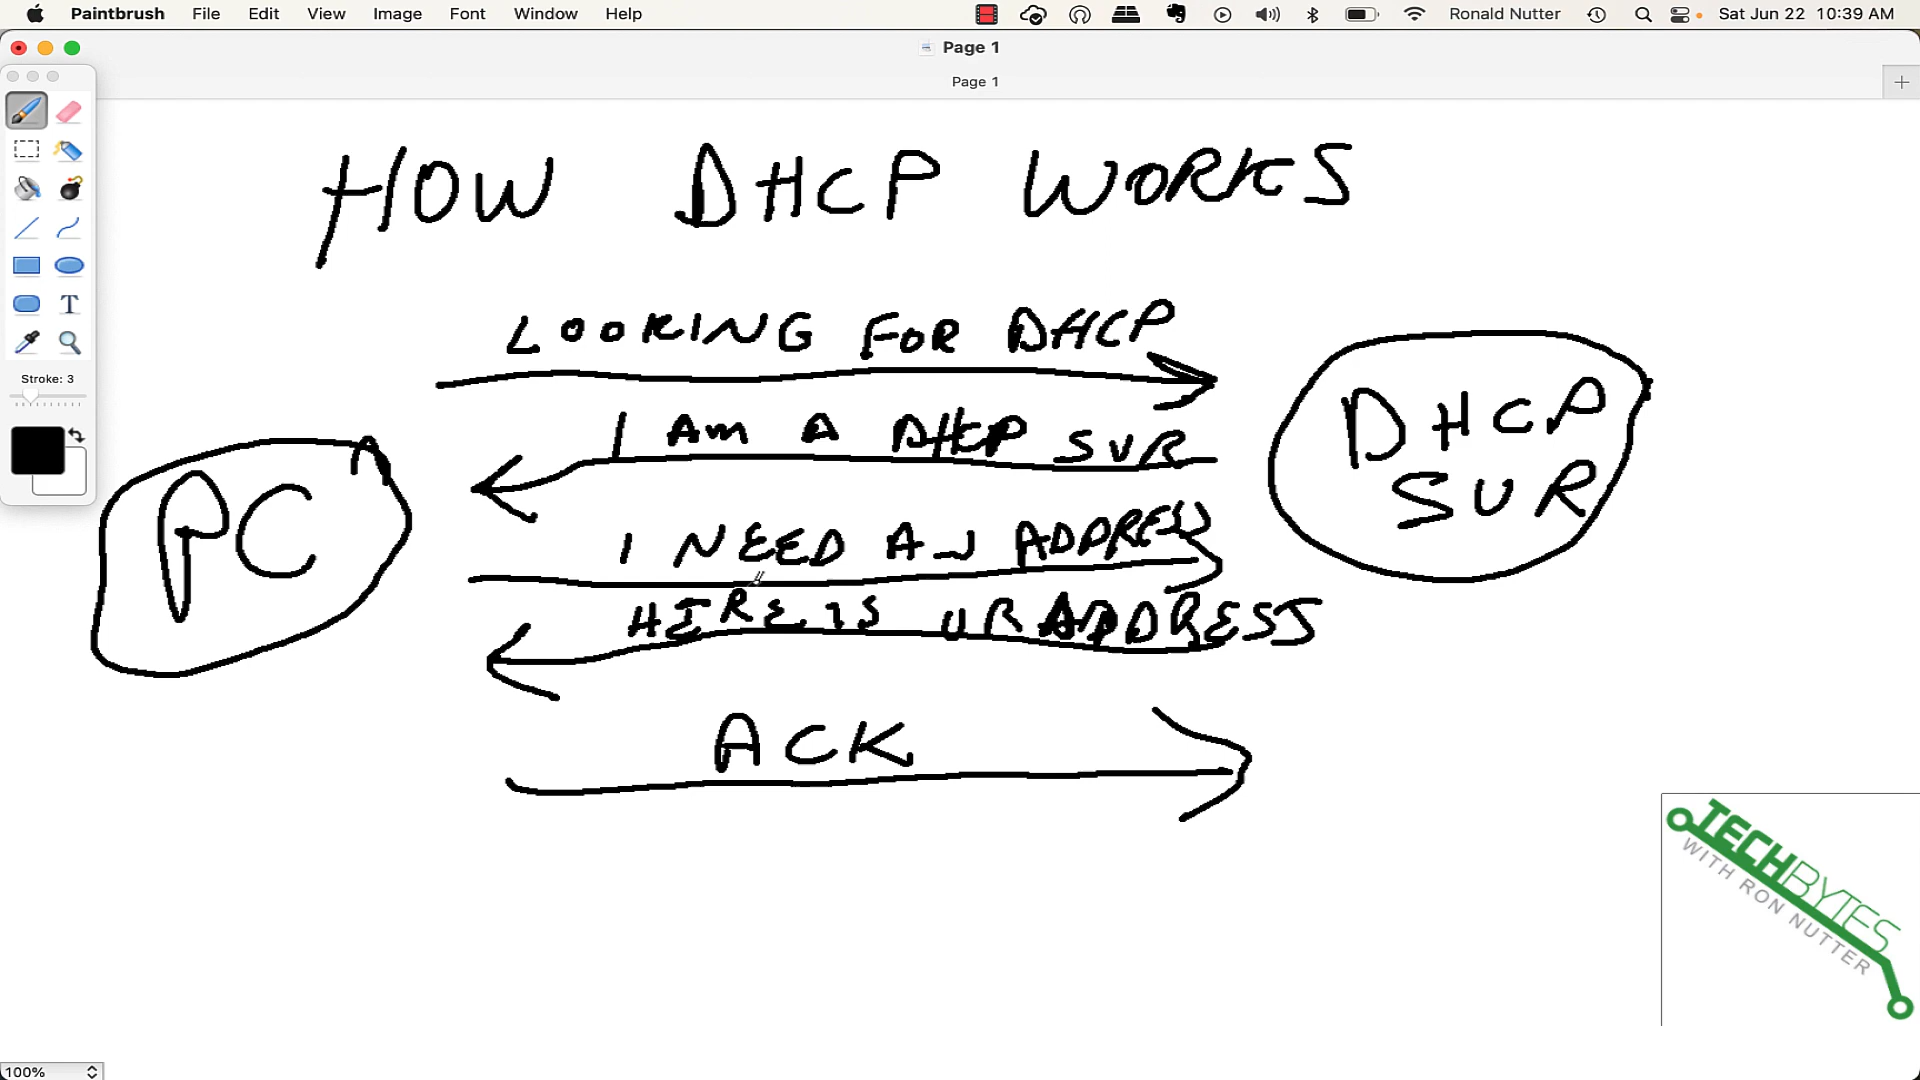 Paintbrush File Edit View Image Font Window Help Ronald Nutter Sat Jun 22 10:39 AM
Page 1
Page 1
HOW DHCP WORKS
LOOKING FOR DHCP
Stroke: 3
I AM A DHCP SVR
DHCP
SVR
PC
I NEED AN ADDRESS
HERE IS UR ADDRESS
ACK
TECHBYTES
WITH RON NUTTER
100%